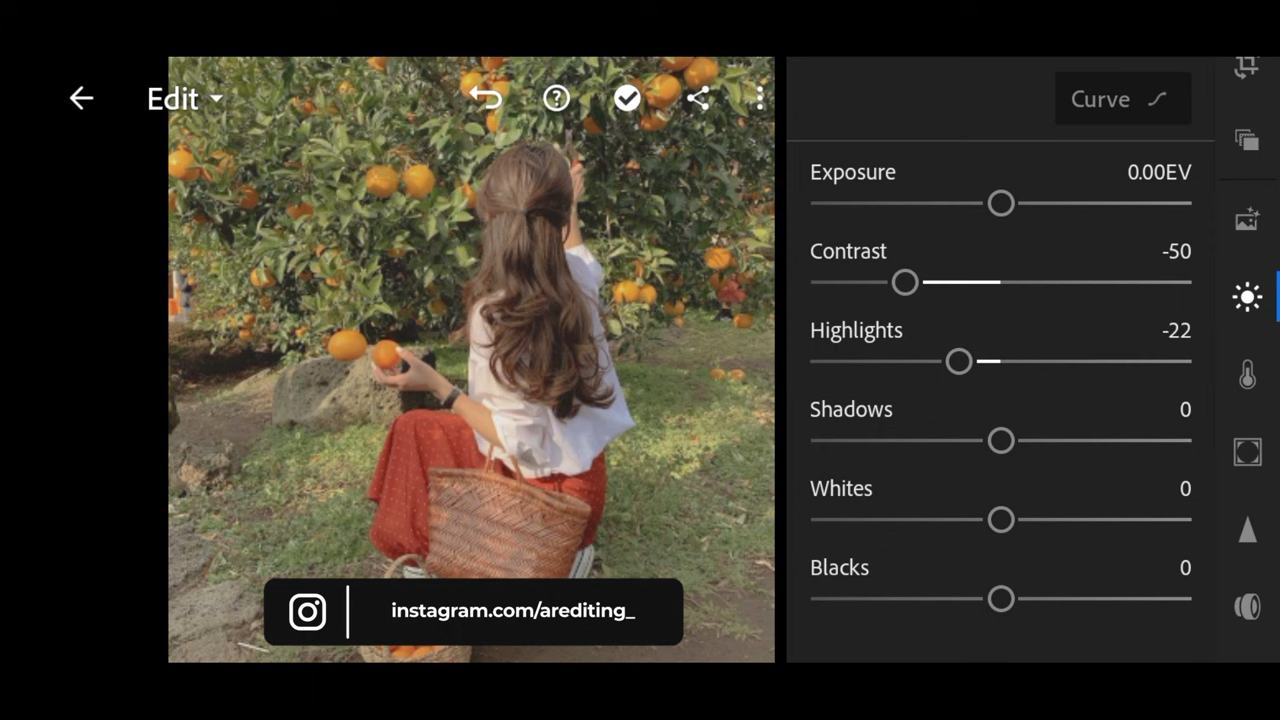 Edit
Curve
Exposure 0.00EV
Contrast -50
Highlights -22
Shadows 0
Whites 0
Blacks 0
instagram.com/arediting_